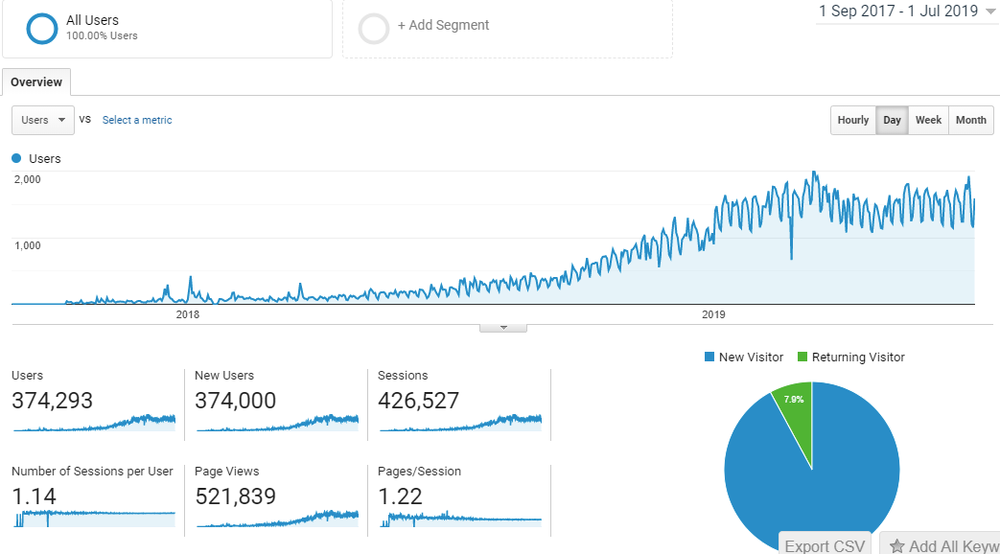 All Users
100.00% Users
+ Add Segment
1 Sep 2017 - 1 Jul 2019
Overview
Users VS Select a metric
Hourly Day Week Month
Users
2,000
1,000
2018 2019
New Visitor Returning Visitor
Users New Users Sessions
374,293 374,000 426,527
7.9%
Number of Sessions per User Page Views Pages/Session
1.14 521,839 1.22
Export CSV Add All Keyw